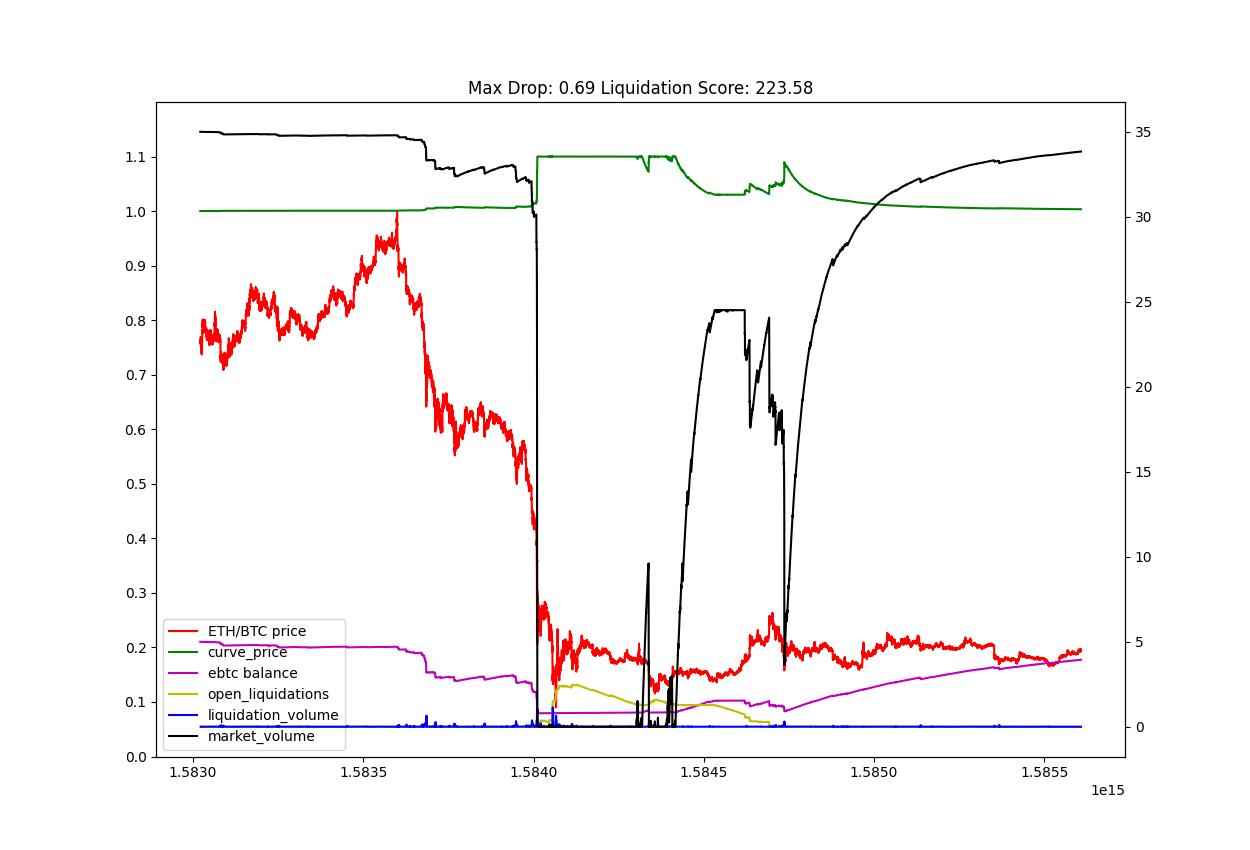 Max Drop: 0.69 Liquidation Score: 223.58
1.1
1.0
0.9
0.8
0.7
0.6
0.5
0.4
0.3
0.2
0.1
0.0
35
30
25
20
15
10
5
0
ETH/BTC price
curve_price
ebtc balance
open_liquidations
liquidation_volume
market_volume
1.5830 1.5835 1.5840 1.5845 1.5850 1.5855
1e15